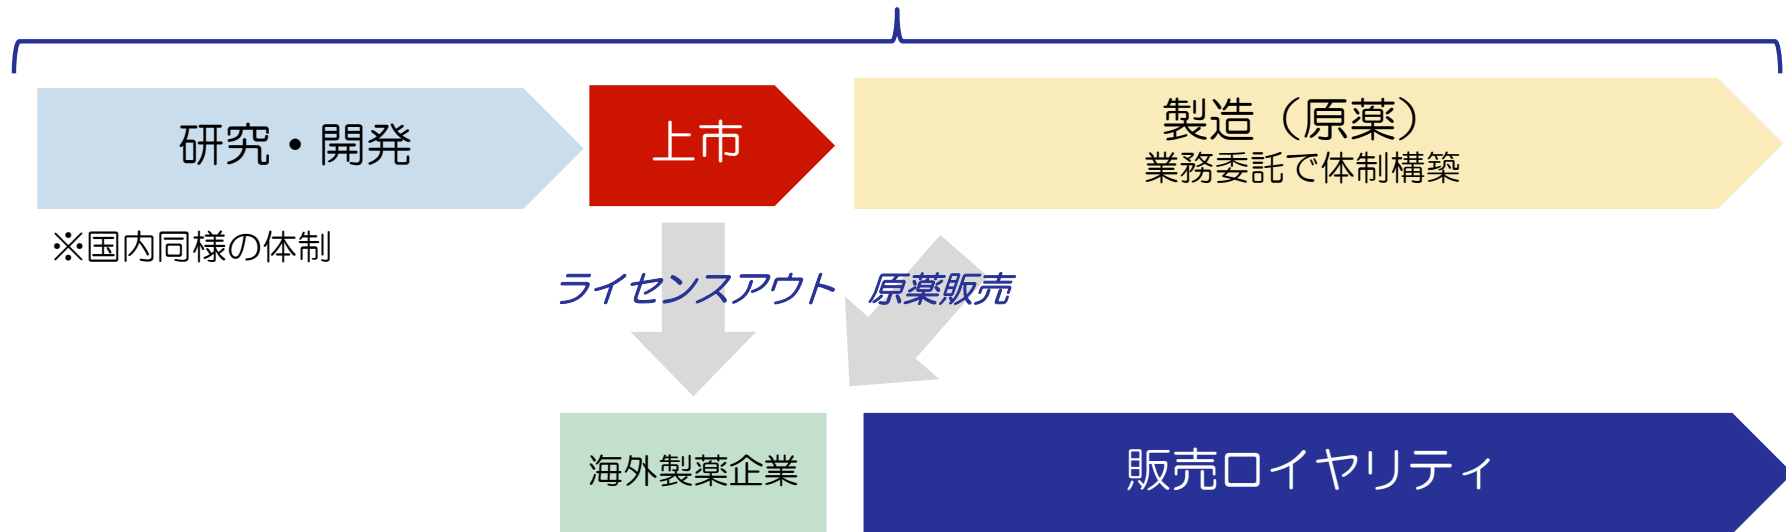 研究・開発
上市
製造（原薬）
業務委託で体制構築
※国内同様の体制
ライセンスアウト
原薬販売
海外製薬企業
販売ロイヤリティ